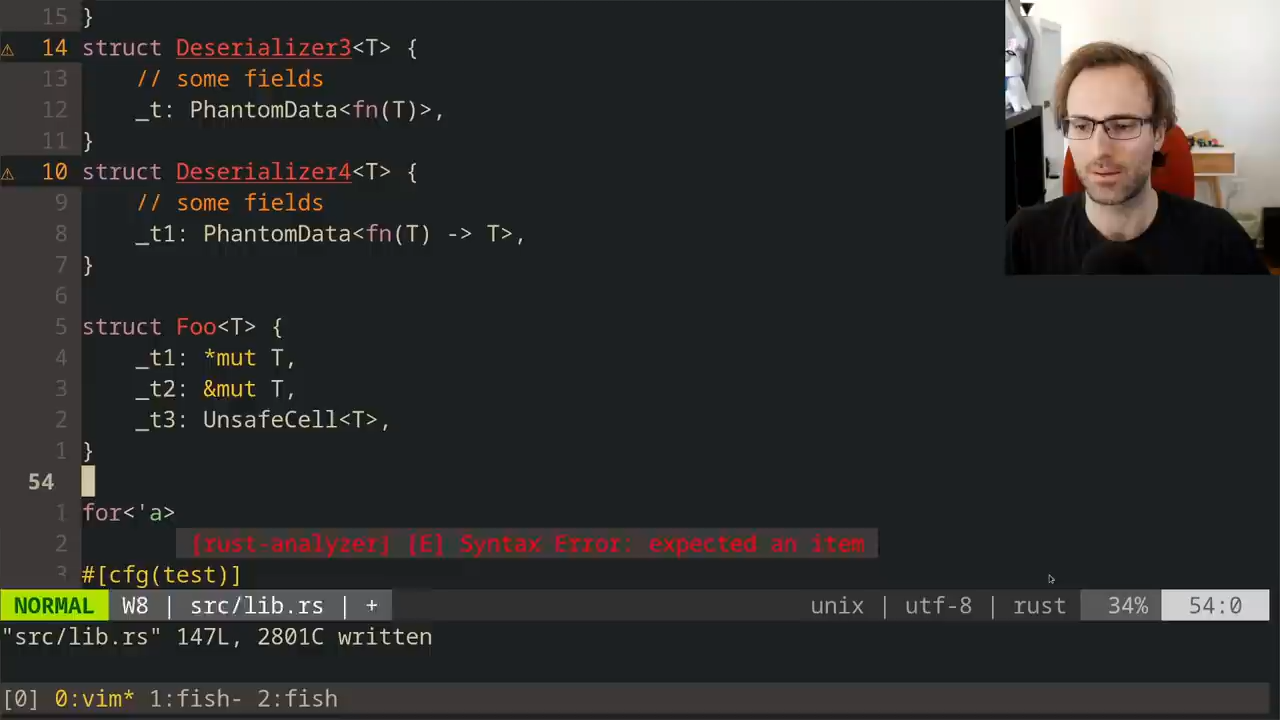 15 }
⚠ 14 struct Deserializer3<T> {
13     // some fields
12     _t: PhantomData<fn(T)>,
11 }
⚠ 10 struct Deserializer4<T> {
9     // some fields
8     _t1: PhantomData<fn(T) -> T>,
7 }
6
5 struct Foo<T> {
4     _t1: *mut T,
3     _t2: &mut T,
2     _t3: UnsafeCell<T>,
1 }
54
1 for<'a>
2 [rust-analyzer] [E] Syntax Error: expected an item
3 #[cfg(test)]
NORMAL W8 | src/lib.rs | + unix | utf-8 | rust 34% 54:0
"src/lib.rs" 147L, 2801C written
[0] 0:vim* 1:fish- 2:fish